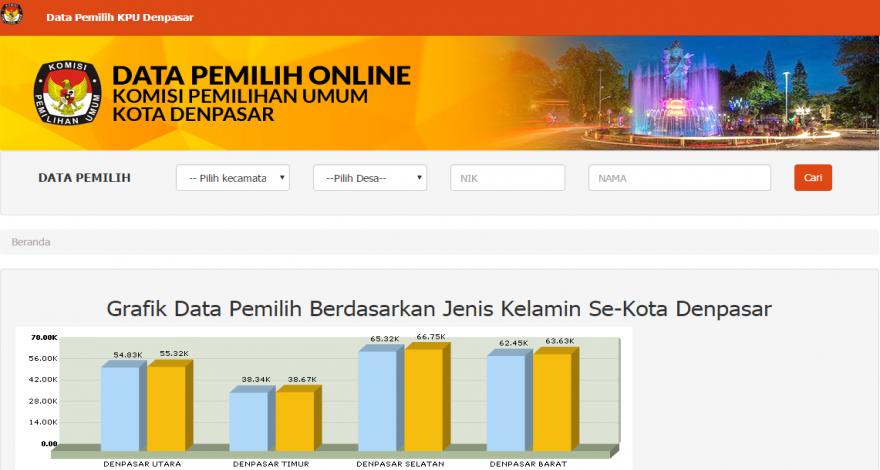 Data Pemilih KPU Denpasar
KOMISI
PEMILIHAN UMUM
DATA PEMILIH ONLINE
KOMISI PEMILIHAN UMUM
KOTA DENPASAR
DATA PEMILIH
-- Pilih kecamata
--Pilih Desa--
NIK
NAMA
Cari
Beranda
Grafik Data Pemilih Berdasarkan Jenis Kelamin Se-Kota Denpasar
70.00K
56.00K
42.00K
28.00K
14.00K
0.00
54.83K 55.32K
38.34K 38.67K
65.32K 66.75K
62.45K 63.63K
DENPASAR UTARA DENPASAR TIMUR DENPASAR SELATAN DENPASAR BARAT